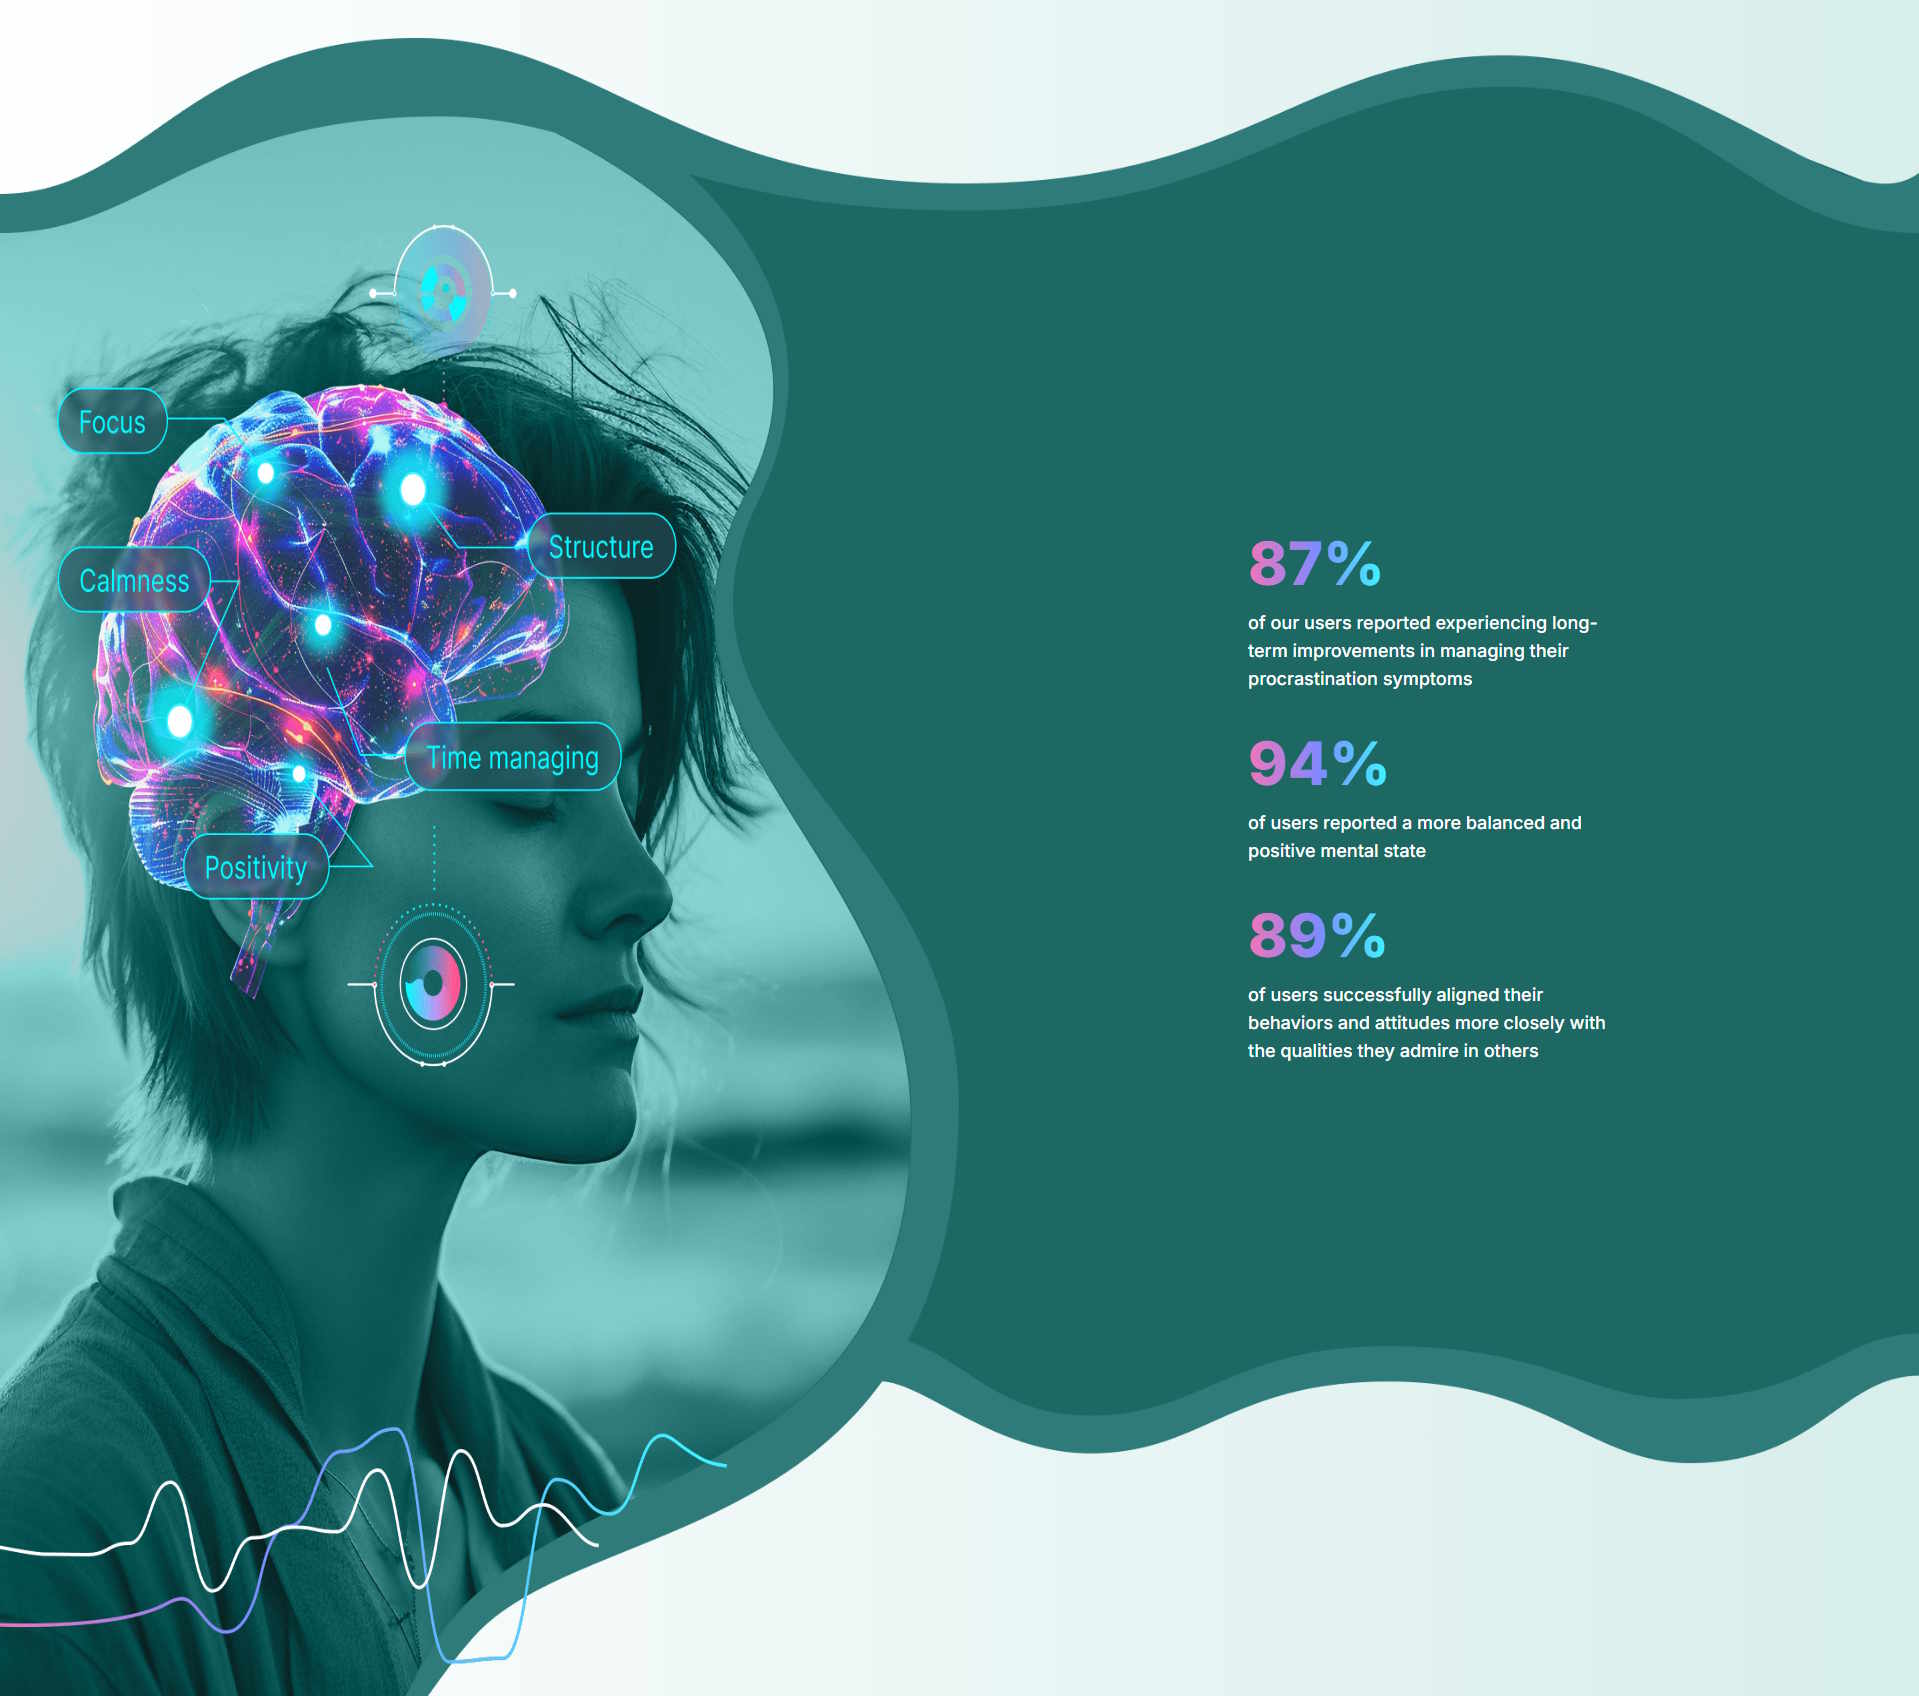 Focus
Structure
Calmness
Time managing
Positivity
87%
of our users reported experiencing long-
term improvements in managing their
procrastination symptoms
94%
of users reported a more balanced and
positive mental state
89%
of users successfully aligned their
behaviors and attitudes more closely with
the qualities they admire in others